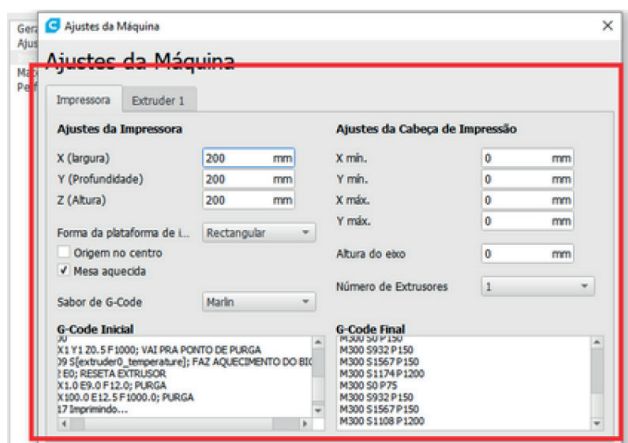 Ajustes da Máquina
Ajustes da Máquina
Impressora
Extruder 1
Ajustes da Impressora
X (largura) 200 mm
Y (Profundidade) 200 mm
Z (Altura) 200 mm
Forma da plataforma de i... Rectangular
Origem no centro
Mesa aquecida
Sabor de G-Code Marlin
Ajustes da Cabeça de Impressão
X mín. 0 mm
Y mín. 0 mm
X máx. 0 mm
Y máx. 0 mm
Altura do eixo 0 mm
Número de Extrusores 1
G-Code Inicial
X1 Y1 Z0.5 F1000; VAI PRA PONTO DE PURGA
09 S[extruder0_temperature]; FAZ AQUECIMENTO DO BIC
E0; RESETA EXTRUSOR
X1.0 E9.0 F12.0; PURGA
X100.0 E12.5 F1000.0; PURGA
17 Imprimindo...
G-Code Final
M300 S0 P150
M300 S932 P150
M300 S1567 P150
M300 S1174 P1200
M300 S0 P75
M300 S932 P150
M300 S1567 P150
M300 S1108 P1200